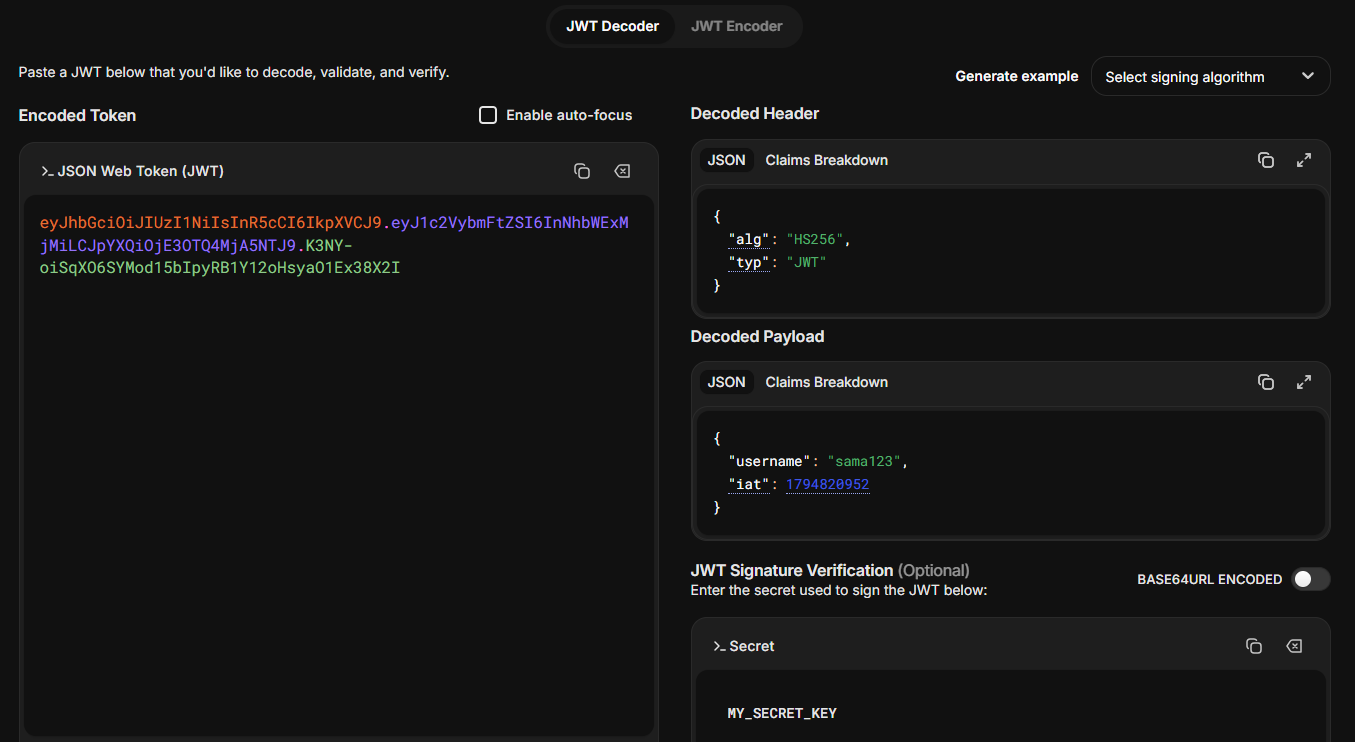 JWT Decoder JWT Encoder
Paste a JWT below that you'd like to decode, validate, and verify.
Generate example Select signing algorithm
Encoded Token
Enable auto-focus
>_ JSON Web Token (JWT)
eyJhbGciOiJIUzI1NiIsInR5cCI6IkpXVCJ9.eyJ1c2VybmFtZSI6InNhbWExM
jMiLCJpYXQiOjE3OTQ4MjA5NTJ9.K3NY-
oiSqXO6SYMod15bIpyRB1Y12oHsyaO1Ex38X2I
Decoded Header
JSON Claims Breakdown
{
"alg": "HS256",
"typ": "JWT"
}
Decoded Payload
JSON Claims Breakdown
{
"username": "sama123",
"iat": 1794820952
}
JWT Signature Verification (Optional)
Enter the secret used to sign the JWT below:
BASE64URL ENCODED
>_ Secret
MY_SECRET_KEY